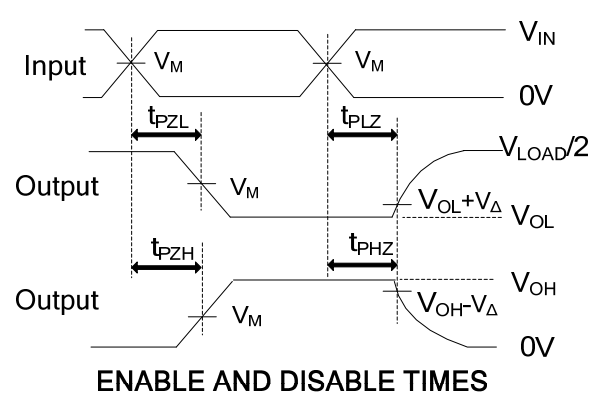 V_IN
Input V_M V_M
0V
t_PZL t_PLZ
V_LOAD/2
Output V_M V_OL+V_Δ V_OL
t_PZH t_PHZ
Output V_M V_OH-V_Δ V_OH
0V
ENABLE AND DISABLE TIMES